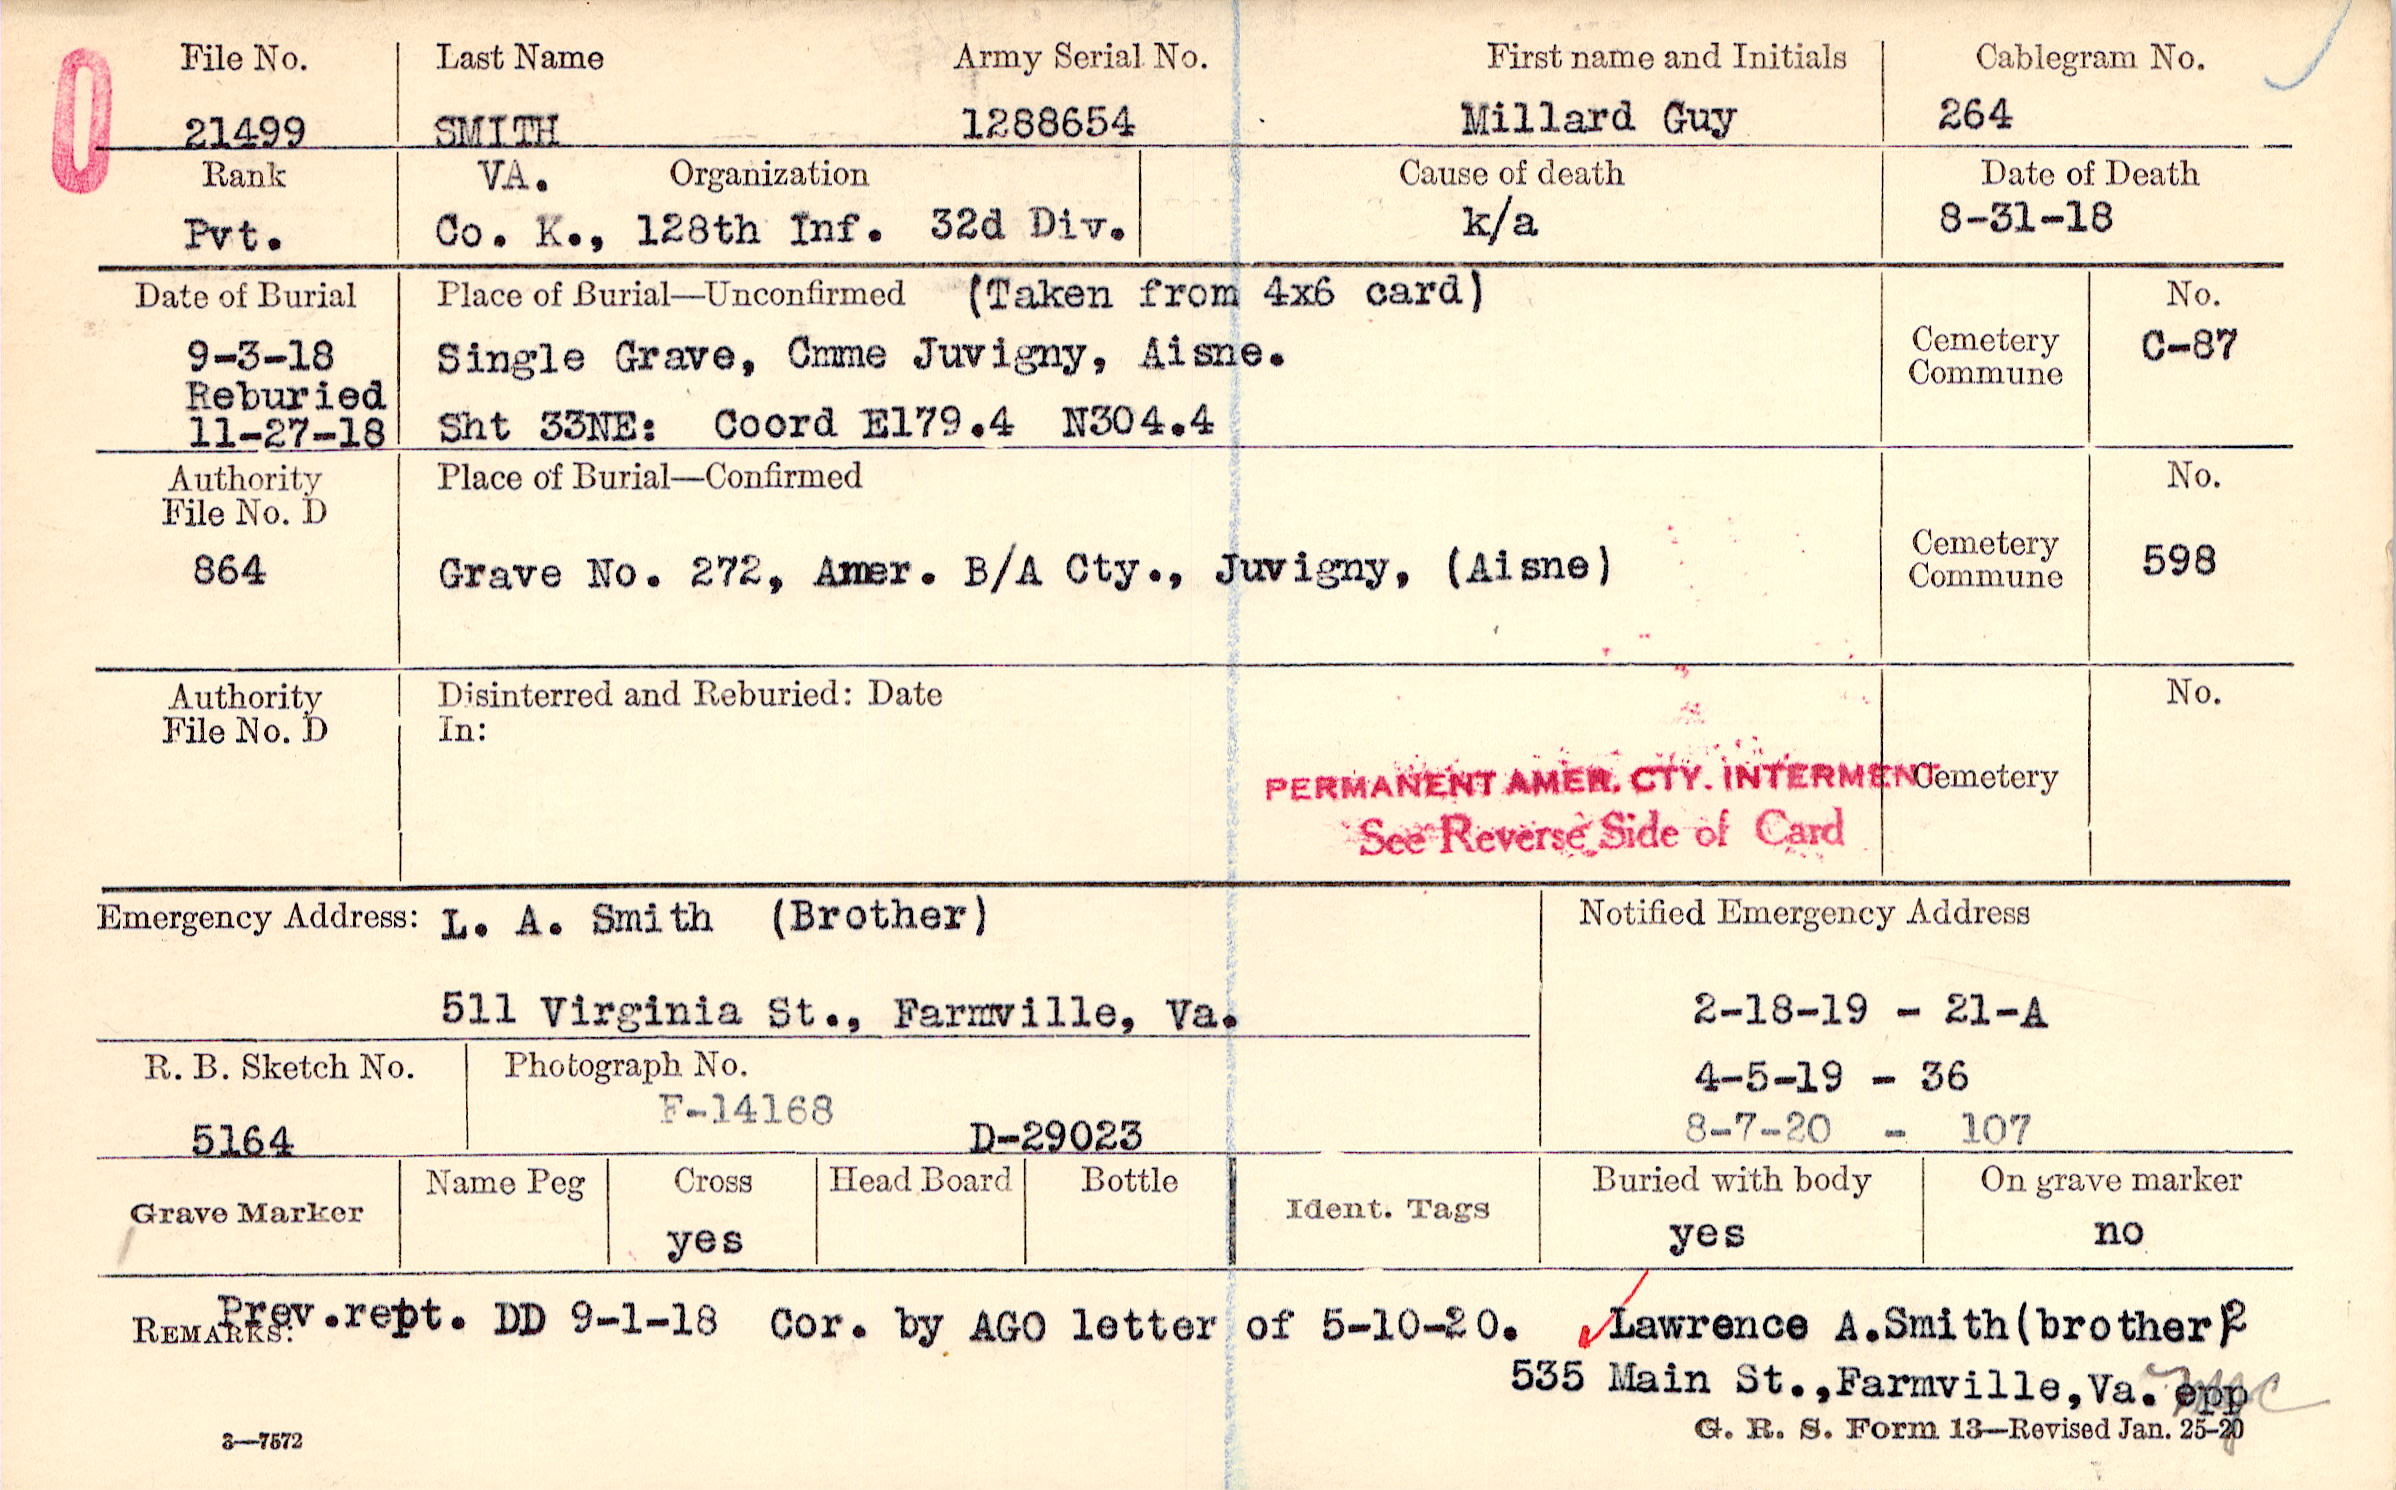 File No. Last Name Army Serial No. First name and Initials Cablegram No.
21499 SMITH 1288654 Millard Guy 264
Rank VA. Organization Cause of death Date of Death
Pvt. Co. K., 128th Inf. 32d Div. k/a 8-31-18
Date of Burial Place of Burial—Unconfirmed (Taken from 4x6 card) No.
9-3-18 Single Grave, Cmme Juvigny, Aisne. Cemetery C-87
Reburied Commune
11-27-18 Sht 33NE: Coord E179.4 N304.4
Authority Place of Burial—Confirmed No.
File No. D
864 Grave No. 272, Amer. B/A Cty., Juvigny, (Aisne) Cemetery 598
Commune
Authority Disinterred and Reburied: Date No.
File No. D In:
PERMANENT AMER. CTY. INTERMENT Cemetery
See Reverse Side of Card
Emergency Address: L. A. Smith (Brother) Notified Emergency Address
511 Virginia St., Farmville, Va. 2-18-19 - 21-A
R. B. Sketch No. Photograph No. 4-5-19 - 36
F-14168 8-7-20 - 107
5164 D-29023
Grave Marker Name Peg Cross Head Board Bottle Ident. Tags Buried with body On grave marker
yes yes no
REMARKS: Prev.rept. DD 9-1-18 Cor. by AGO letter of 5-10-20. Lawrence A.Smith(brother)2
535 Main St.,Farmville,Va. epp
3—7572 G. R. S. Form 13—Revised Jan. 25-20